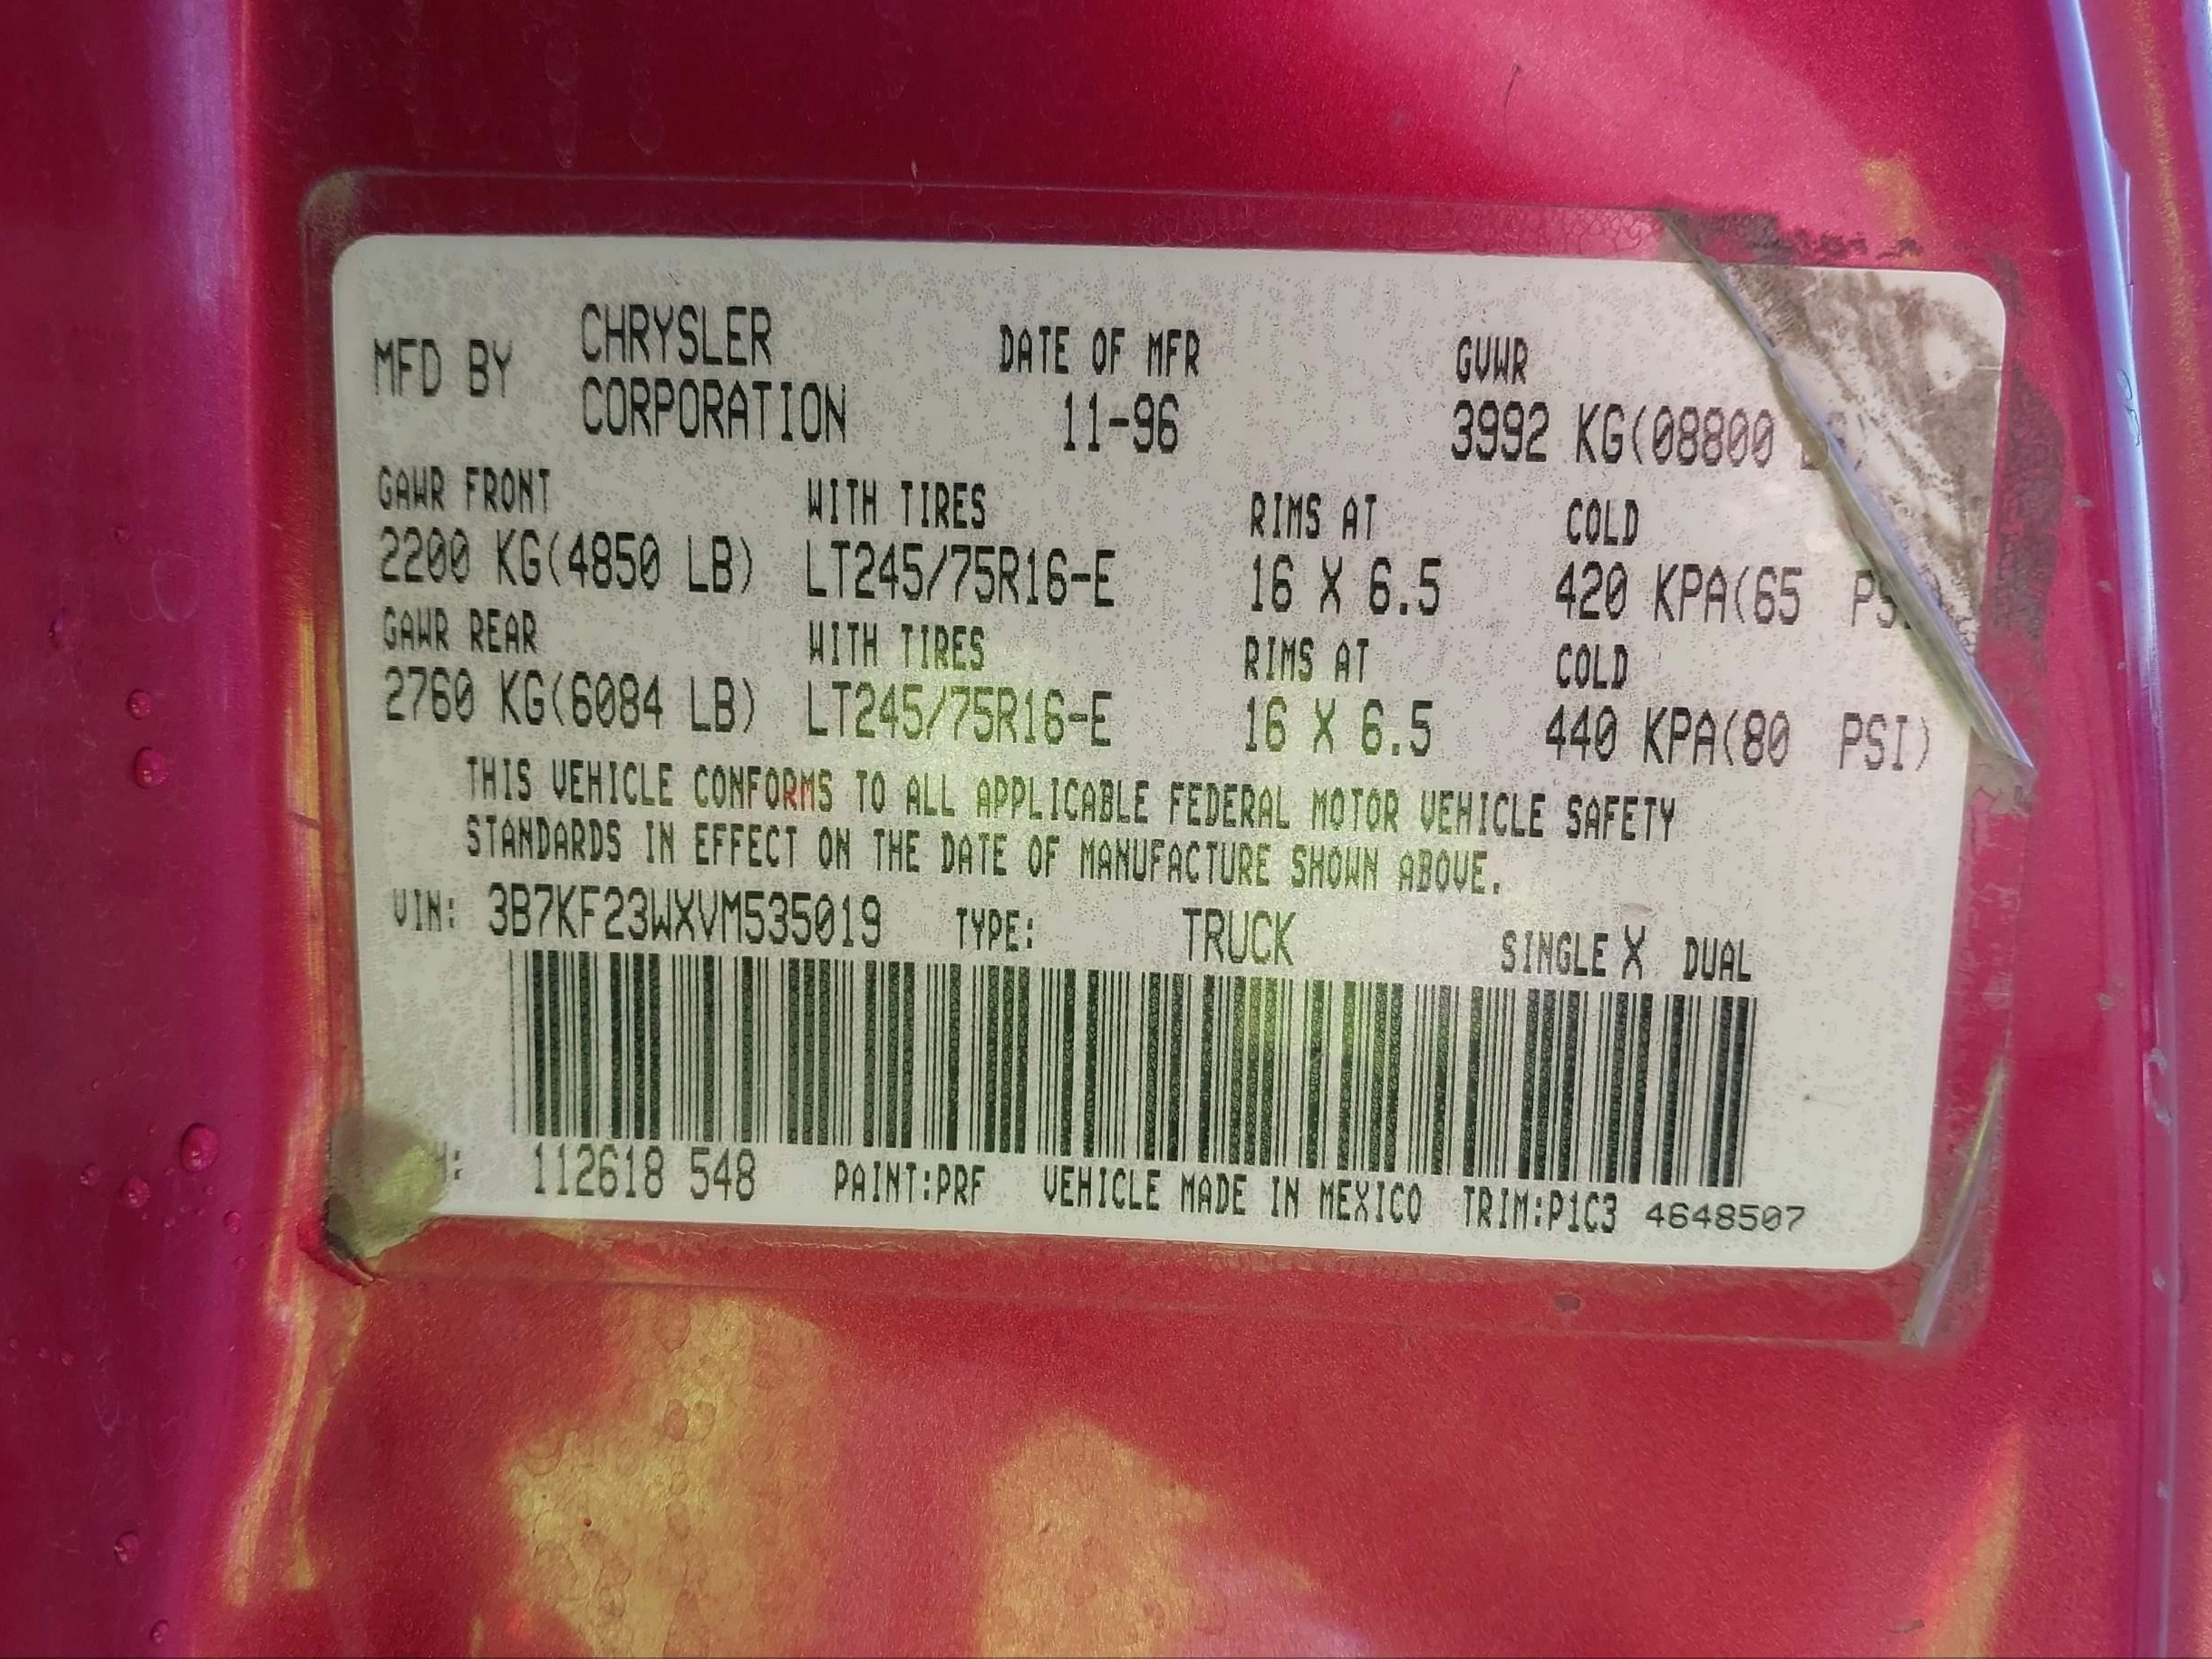 MFD BY CHRYSLER CORPORATION DATE OF MFR 11-96 GVWR 3992 KG(08800
GAWR FRONT WITH TIRES RIMS AT COLD
2200 KG(4850 LB) LT245/75R16-E 16 X 6.5 420 KPA(65
GAWR REAR WITH TIRES RIMS AT COLD
2760 KG(6084 LB) LT245/75R16-E 16 X 6.5 440 KPA(80 PSI)
THIS VEHICLE CONFORMS TO ALL APPLICABLE FEDERAL MOTOR VEHICLE SAFETY
STANDARDS IN EFFECT ON THE DATE OF MANUFACTURE SHOWN ABOVE.
VIN: 3B7KF23WXVM535019 TYPE: TRUCK SINGLE X DUAL
112618 548 PAINT:PRF VEHICLE MADE IN MEXICO TRIM:P1C3 4648507